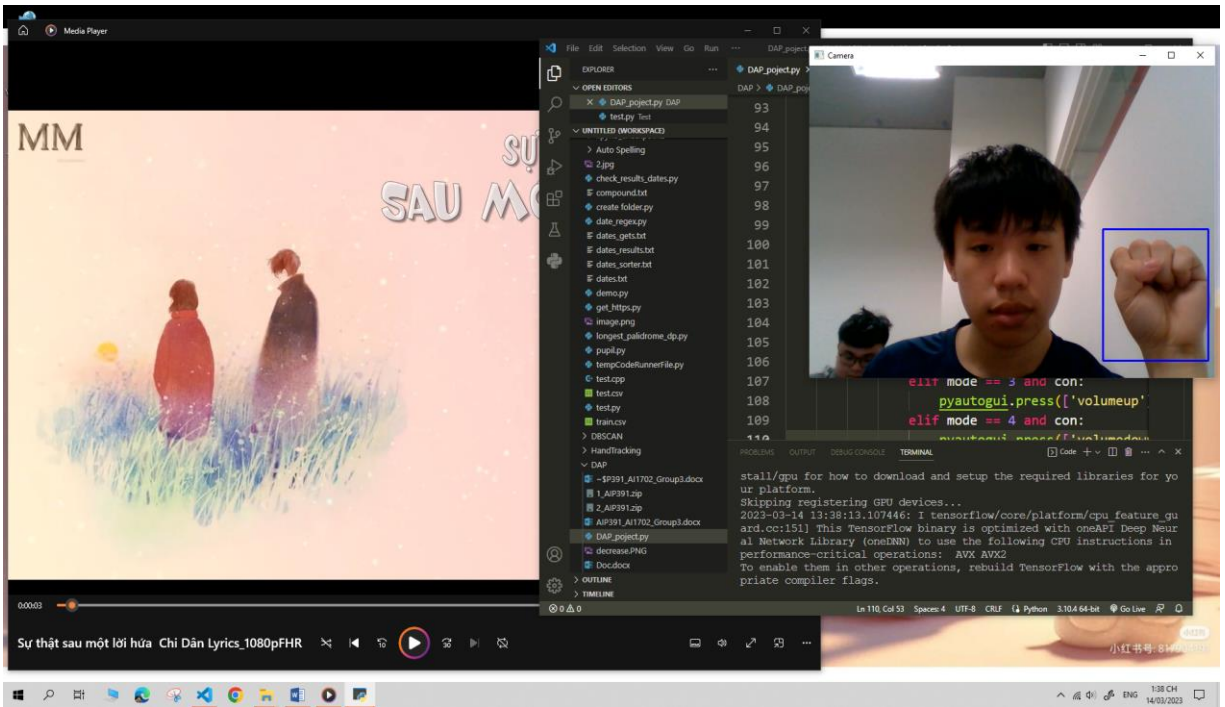 Media Player
MM
SỰ
SAU MỘ
0:00:03
Sự thật sau một lời hứa Chi Dân Lyrics_1080pFHR
File Edit Selection View Go Run ··· DAP_poject.
EXPLORER ···
OPEN EDITORS
DAP_poject.py DAP
test.py Test
UNTITLED (WORKSPACE)
Auto Spelling
2.jpg
check_results_dates.py
compound.txt
create folder.py
date_regex.py
dates_gets.txt
dates_results.txt
dates_sorter.txt
dates.txt
demo.py
get_https.py
image.png
longest_palidrome_dp.py
pupil.py
tempCodeRunnerFile.py
test.cpp
test.csv
test.py
train.csv
DBSCAN
HandTracking
DAP
~$P391_AI1702_Group3.docx
1_AIP391.zip
2_AIP391.zip
AIP391_AI1702_Group3.docx
DAP_poject.py
decrease.PNG
Doc.docx
OUTLINE
TIMELINE
DAP_poject.py
DAP > DAP_poj
93
94
95
96
97
98
99
100
101
102
103
104
105
106
107 elif mode == 3 and con:
108 pyautogui.press(['volumeup'
109 elif mode == 4 and con:
110 pyautogui.press(['volumedow
Camera
PROBLEMS OUTPUT DEBUG CONSOLE TERMINAL Code
stall/gpu for how to download and setup the required libraries for yo
ur platform.
Skipping registering GPU devices...
2023-03-14 13:38:13.107446: I tensorflow/core/platform/cpu_feature_gu
ard.cc:151] This TensorFlow binary is optimized with oneAPI Deep Neur
al Network Library (oneDNN) to use the following CPU instructions in
performance-critical operations: AVX AVX2
To enable them in other operations, rebuild TensorFlow with the appro
priate compiler flags.
0 0 Ln 110, Col 53 Spaces: 4 UTF-8 CRLF Python 3.10.4 64-bit Go Live
小红书号:
ENG 1:38 CH
14/03/2023